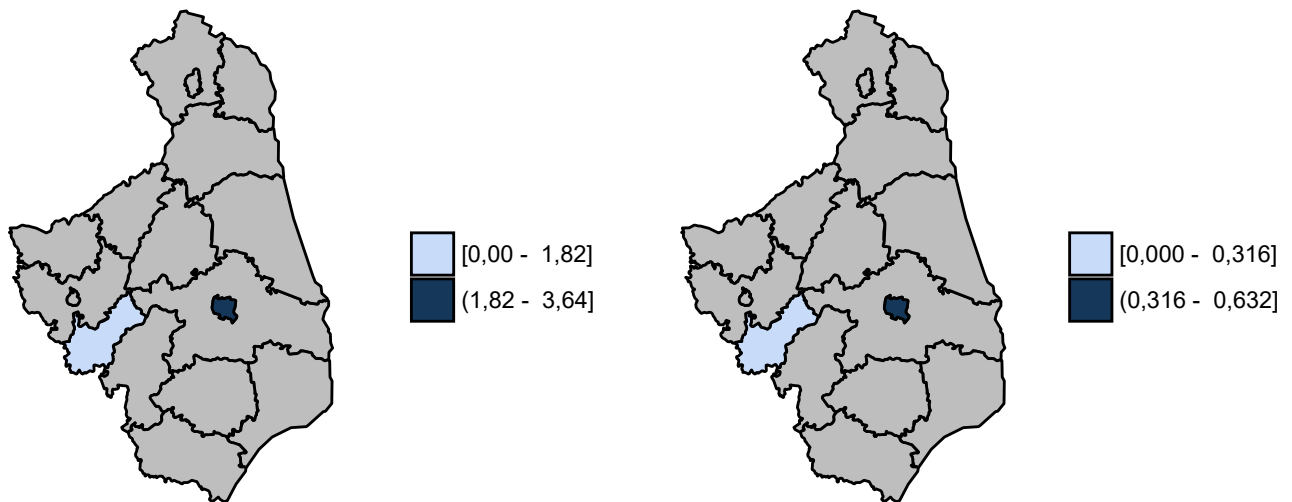 [0,00 - 1,82]
(1,82 - 3,64]
[0,000 - 0,316]
(0,316 - 0,632]